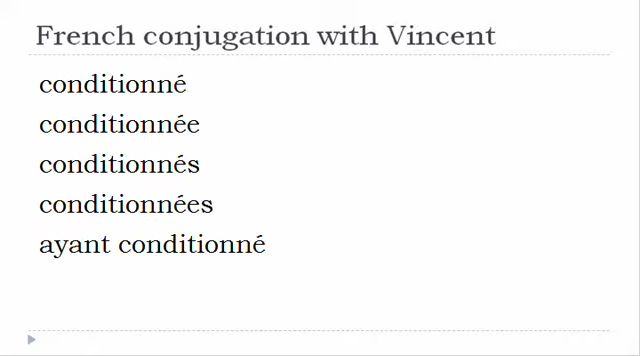 French conjugation with Vincent
conditionné
conditionnée
conditionnés
conditionnées
ayant conditionné